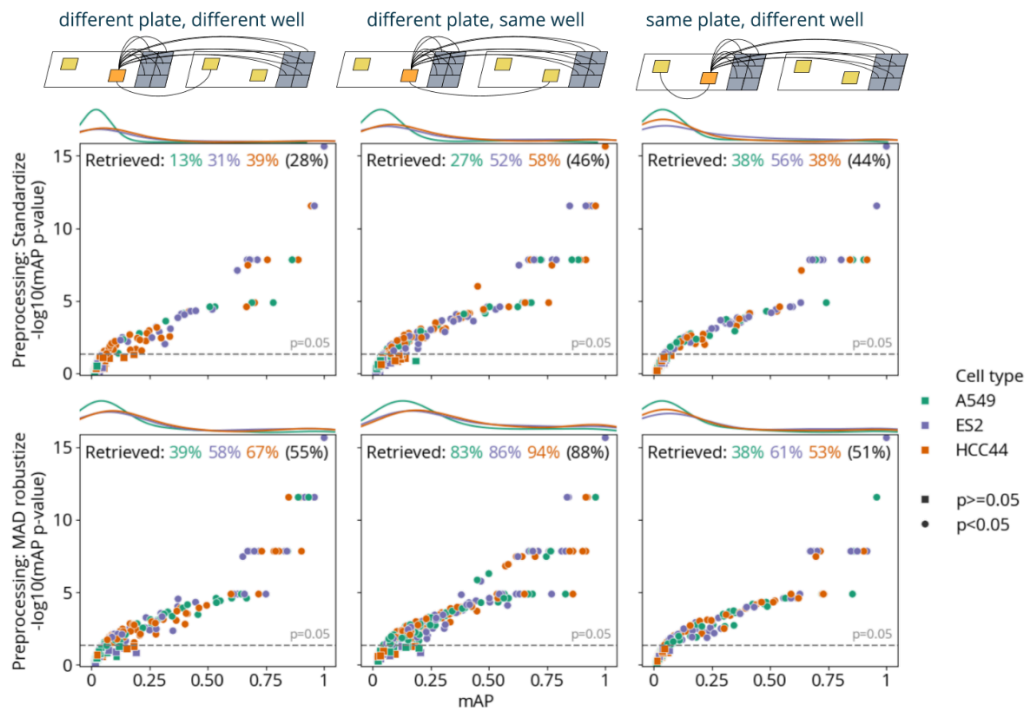 different plate, different well
different plate, same well
same plate, different well
Preprocessing: Standardize
-log10(mAP p-value)
15
10
5
0
Retrieved: 13% 31% 39% (28%)
p=0.05
Retrieved: 27% 52% 58% (46%)
p=0.05
Retrieved: 38% 56% 38% (44%)
p=0.05
Preprocessing: MAD robustize
-log10(mAP p-value)
15
10
5
0
Retrieved: 39% 58% 67% (55%)
p=0.05
Retrieved: 83% 86% 94% (88%)
p=0.05
Retrieved: 38% 61% 53% (51%)
p=0.05
0 0.25 0.50 0.75 1
0 0.25 0.50 0.75 1
0 0.25 0.50 0.75 1
mAP
Cell type
A549
ES2
HCC44
p>=0.05
p<0.05